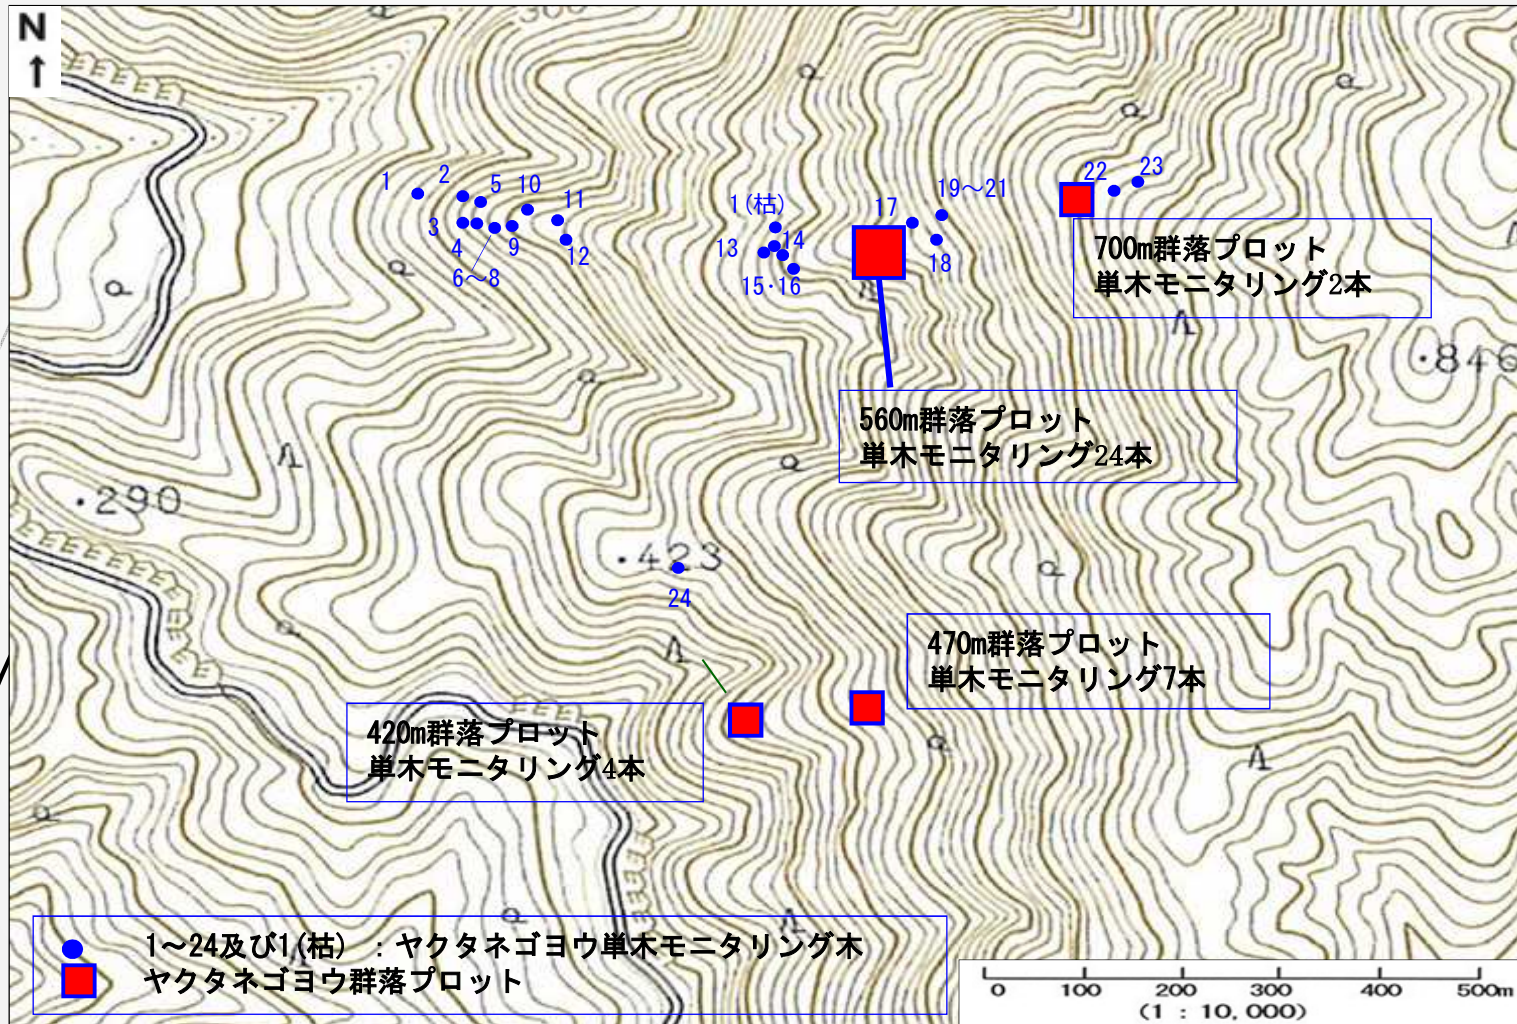 N
300
1
2
5
10
11
3
4
9
12
6～8
1(枯)
13
14
15・16
17
19～21
18
22
23
700m群落プロット
単木モニタリング2本
・846
560m群落プロット
単木モニタリング24本
・290
・423
24
470m群落プロット
単木モニタリング7本
420m群落プロット
単木モニタリング4本
1～24及び1(枯) ：ヤクタネゴヨウ単木モニタリング木
ヤクタネゴヨウ群落プロット
0 100 200 300 400 500m
(1 : 10,000)